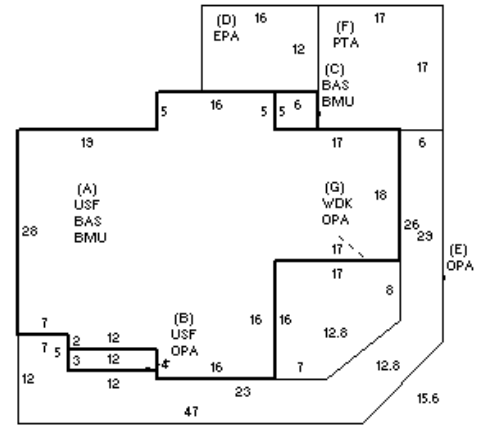 (D) 16
EPA
12
(F) 17
PTA
17
(C)
BAS
BMU
5 16 5 5 6
19 17 6
(A)
USF
BAS
BMU
(G)
WDK
OPA
18
28
26
29
(E)
OPA
17
17
8
7
7
5
2 12
3 12
12
(B)
USF
OPA
4
16
16 16
12.8
7
12
23
12.8
15.6
47